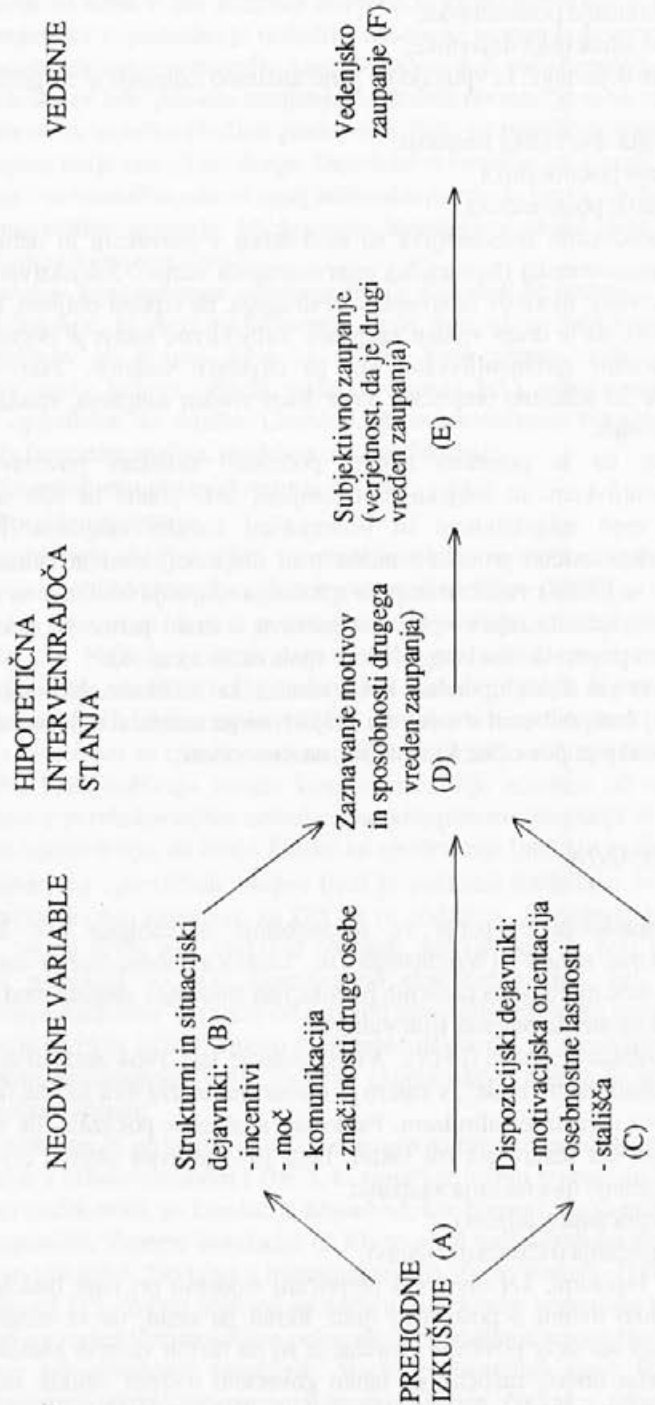 NEODVISNE VARIABLE
HIPOTETIČNA
INTERVENIRAJOČA
STANJA
VEDENJE
PREHODNE
IZKUŠNJE (A)
Strukturni in situacijski
dejavniki: (B)
- incentivi
- moč
- komunikacija
- značilnosti druge osebe
Dispozicijski dejavniki:
- motivacijska orientacija
- osebnostne lastnosti
- stališča
(C)
Zaznavanje motivov
in sposobnosti drugega
vreden zaupanja)
(D)
Subjektivno zaupanje
(verjetnost, da je drugi
vreden zaupanja)
(E)
Vedenjsko
zaupanje (F)